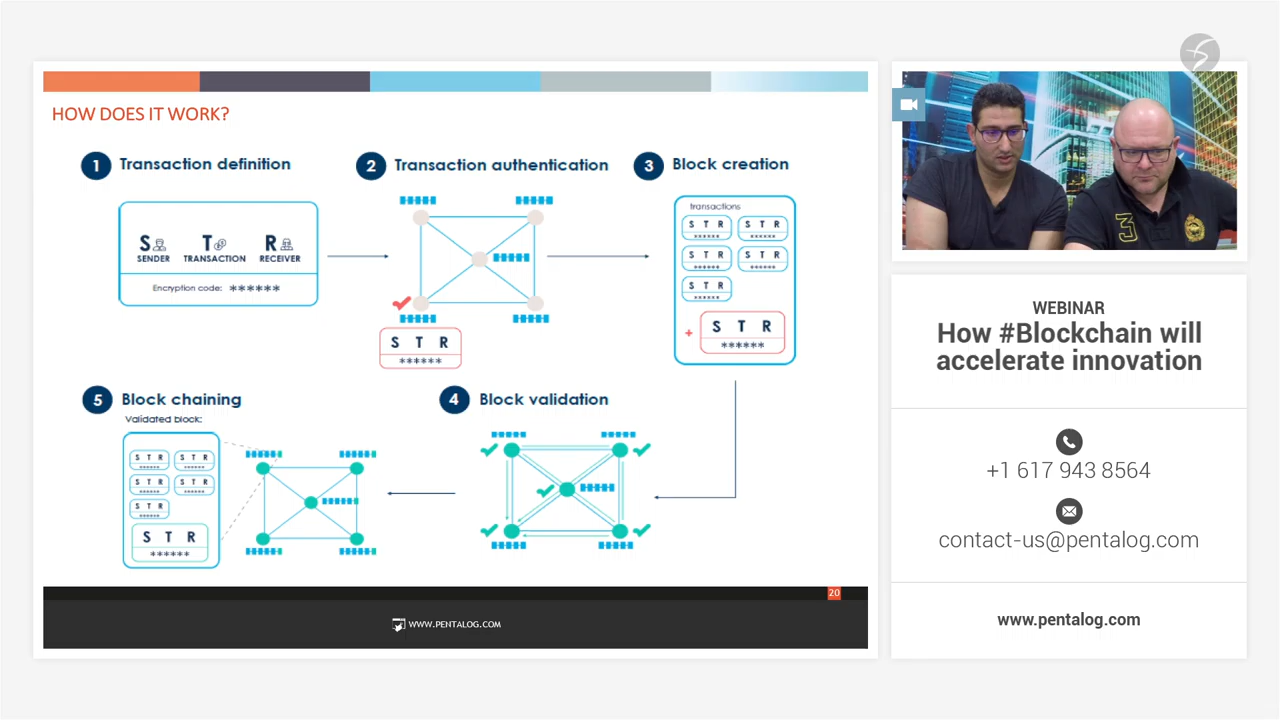 HOW DOES IT WORK?
1 Transaction definition
S T R
SENDER TRANSACTION RECEIVER
Encryption code: ******
2 Transaction authentication
S T R
******
3 Block creation
transactions
S T R S T R
****** ******
S T R S T R
****** ******
S T R
******
+ S T R
******
5 Block chaining
Validated block:
S T R S T R
****** ******
S T R S T R
****** ******
S T R
******
S T R
******
4 Block validation
20
WWW.PENTALOG.COM
3
WEBINAR
How #Blockchain will
accelerate innovation
+1 617 943 8564
contact-us@pentalog.com
www.pentalog.com